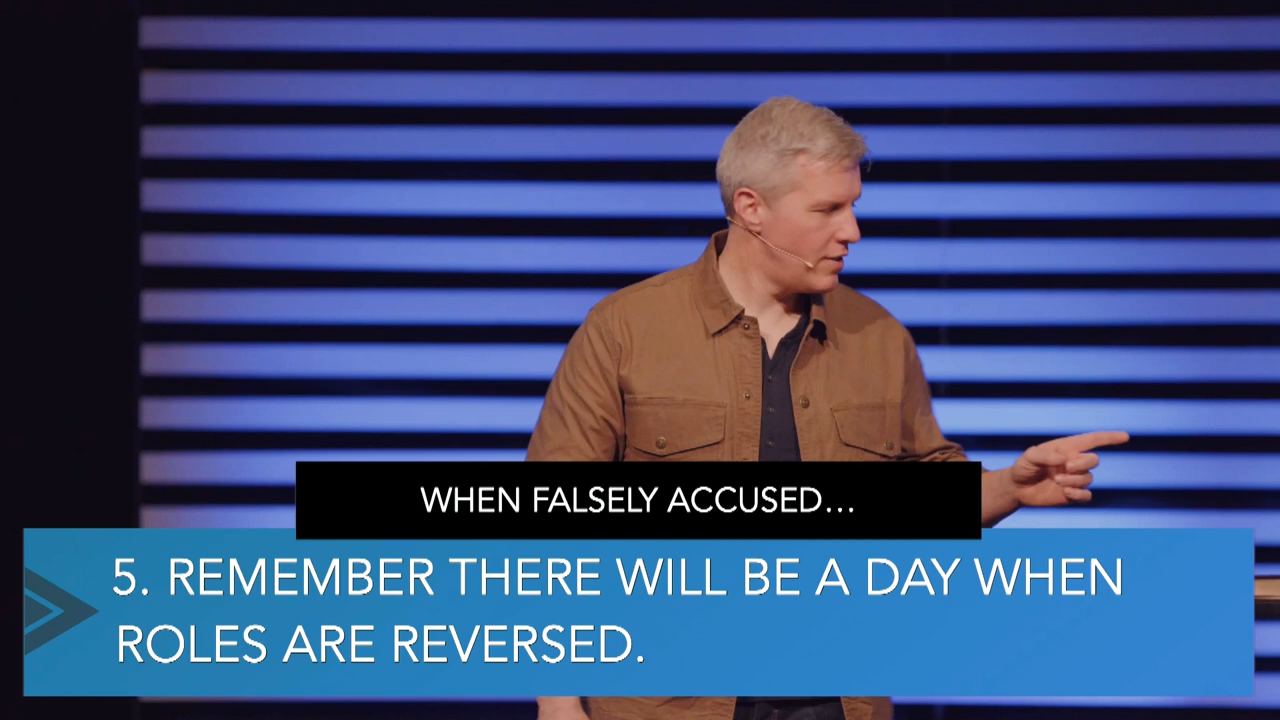 WHEN FALSELY ACCUSED...
5. REMEMBER THERE WILL BE A DAY WHEN
ROLES ARE REVERSED.